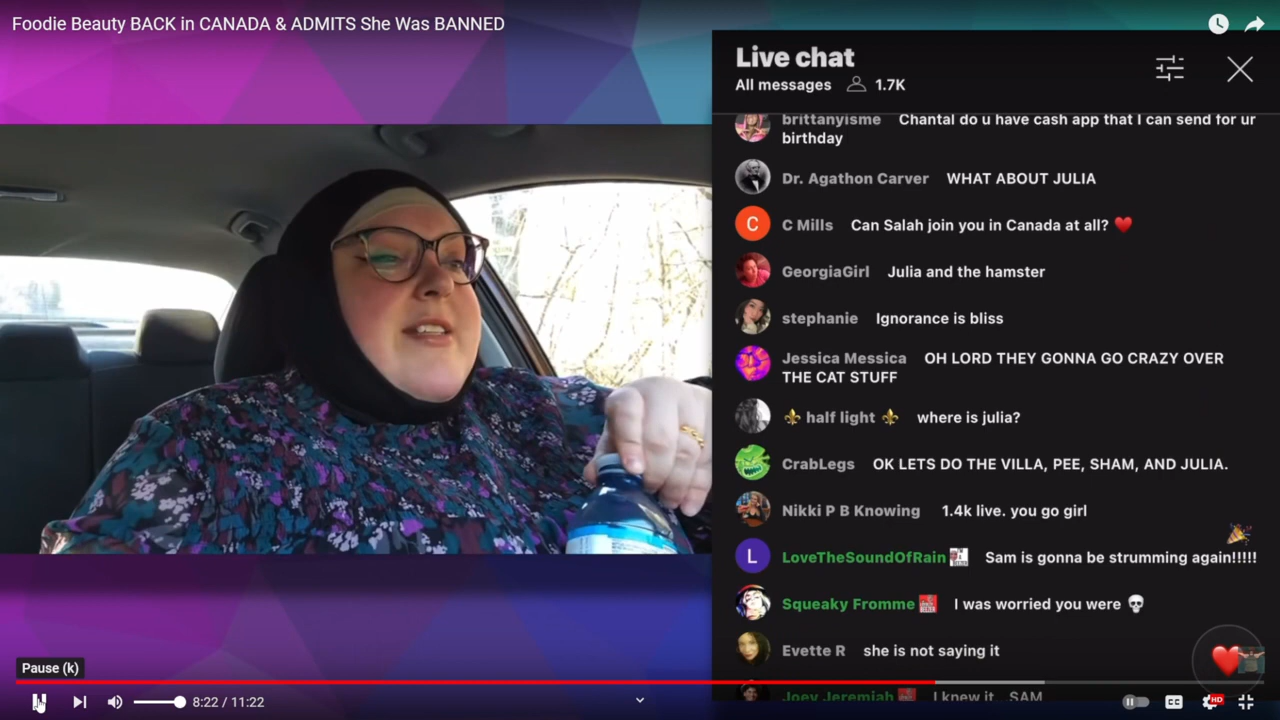 Foodie Beauty BACK in CANADA & ADMITS She Was BANNED
Live chat
All messages 1.7K
brittanyisme Chantal do u have cash app that I can send for ur
birthday
Dr. Agathon Carver WHAT ABOUT JULIA
C
C Mills Can Salah join you in Canada at all? ❤️
GeorgiaGirl Julia and the hamster
stephanie Ignorance is bliss
Jessica Messica OH LORD THEY GONNA GO CRAZY OVER
THE CAT STUFF
⚜️ half light ⚜️ where is julia?
CrabLegs OK LETS DO THE VILLA, PEE, SHAM, AND JULIA.
Nikki P B Knowing 1.4k live. you go girl
L
LoveTheSoundOfRain Sam is gonna be strumming again!!!!!
Squeaky Fromme I was worried you were 💀
Evette R she is not saying it
Joey Jeremiah I knew it SAM
Pause (k)
8:22 / 11:22
CC
HD